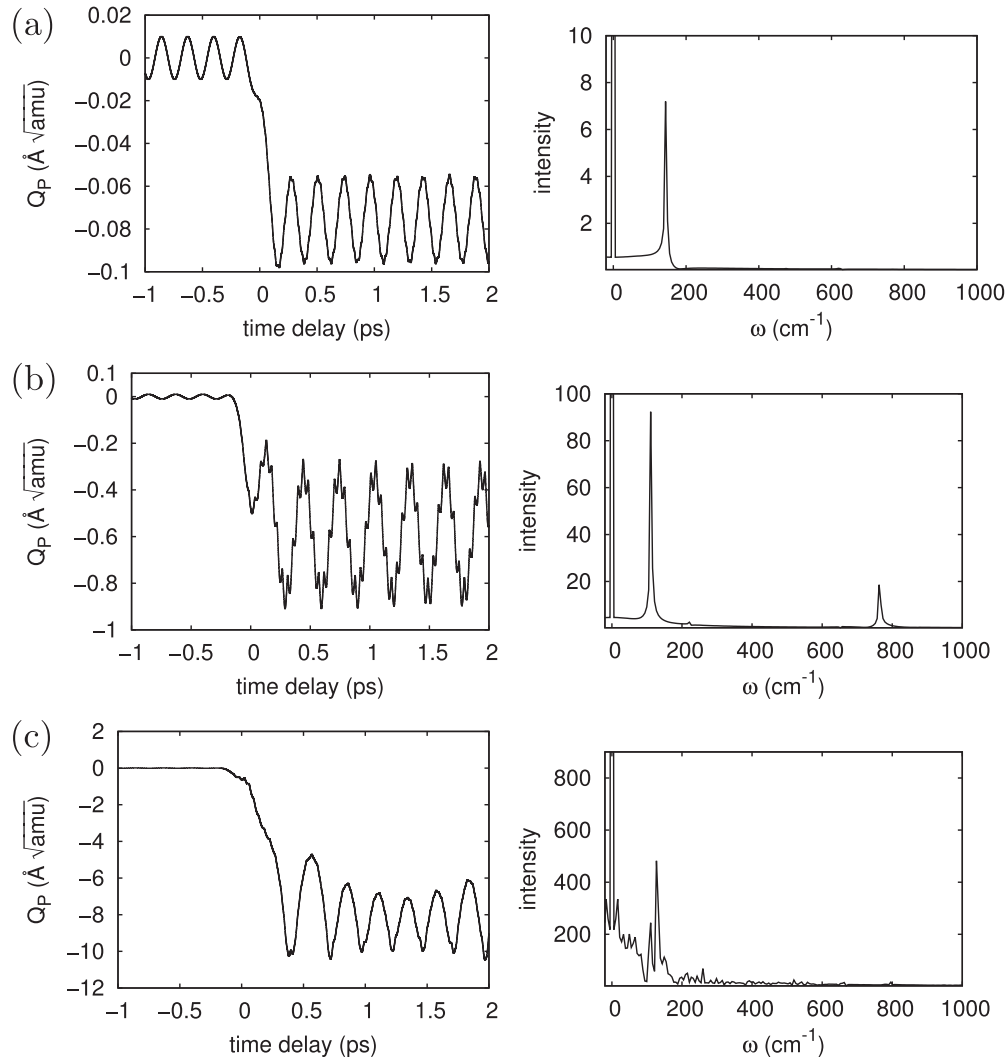 (a)
0.02
0
−0.02
−0.04
−0.06
−0.08
−0.1
Q_P (Å √amu)
−1 −0.5 0 0.5 1 1.5 2
time delay (ps)
10
8
6
4
2
intensity
0 200 400 600 800 1000
ω (cm⁻¹)
(b)
0.1
0
−0.2
−0.4
−0.6
−0.8
−1
Q_P (Å √amu)
−1 −0.5 0 0.5 1 1.5 2
time delay (ps)
100
80
60
40
20
intensity
0 200 400 600 800 1000
ω (cm⁻¹)
(c)
2
0
−2
−4
−6
−8
−10
−12
Q_P (Å √amu)
−1 −0.5 0 0.5 1 1.5 2
time delay (ps)
800
600
400
200
intensity
0 200 400 600 800 1000
ω (cm⁻¹)